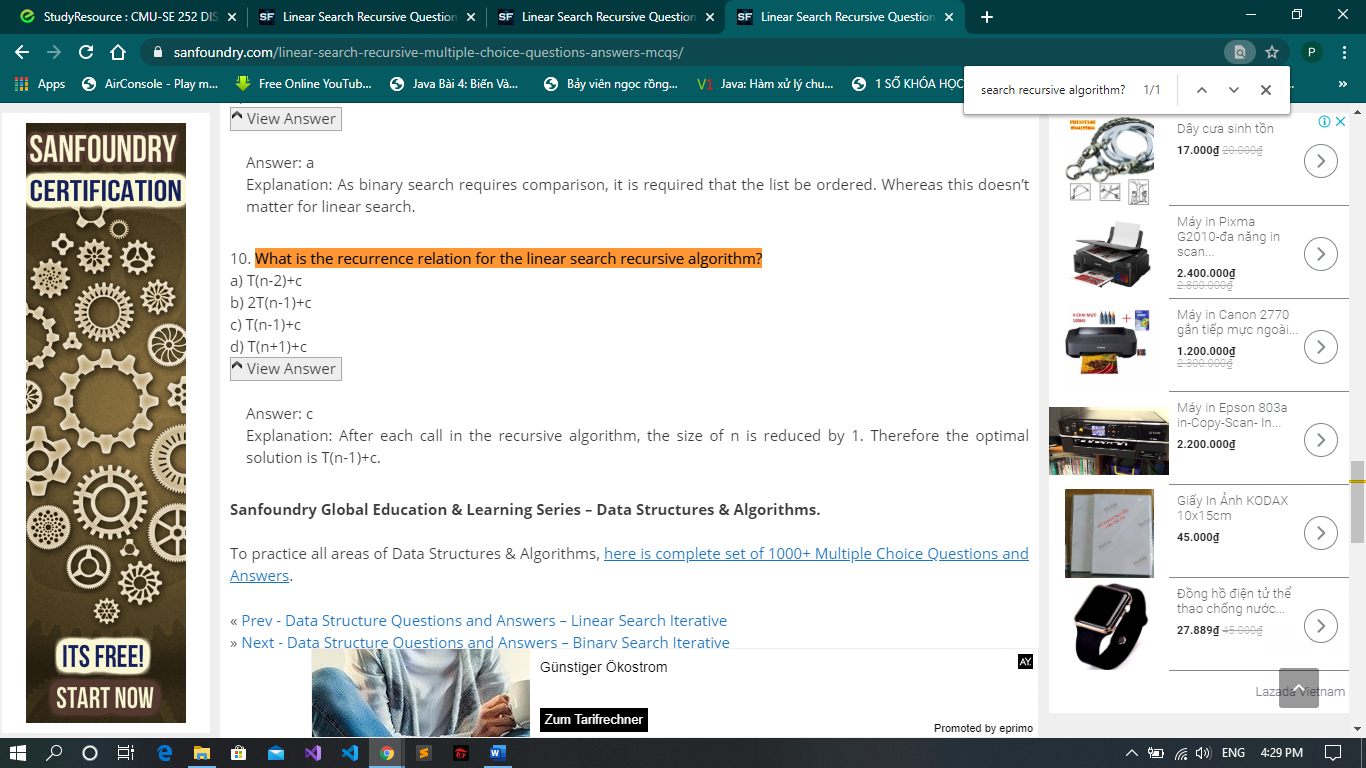 StudyResource : CMU-SE 252 DIS
Linear Search Recursive Question
Linear Search Recursive Question
Linear Search Recursive Question
sanfoundry.com/linear-search-recursive-multiple-choice-questions-answers-mcqs/
P
Apps
AirConsole - Play m...
Free Online YouTub...
Java Bài 4: Biến Và...
Bảy viên ngọc rồng...
V1 Java: Hàm xử lý chu...
1 SỐ KHÓA HỌC
»
search recursive algorithm? 1/1
SANFOUNDRY
CERTIFICATION
ITS FREE!
START NOW
View Answer
Answer: a
Explanation: As binary search requires comparison, it is required that the list be ordered. Whereas this doesn’t
matter for linear search.
10. What is the recurrence relation for the linear search recursive algorithm?
a) T(n-2)+c
b) 2T(n-1)+c
c) T(n-1)+c
d) T(n+1)+c
View Answer
Answer: c
Explanation: After each call in the recursive algorithm, the size of n is reduced by 1. Therefore the optimal
solution is T(n-1)+c.
Sanfoundry Global Education & Learning Series – Data Structures & Algorithms.
To practice all areas of Data Structures & Algorithms, here is complete set of 1000+ Multiple Choice Questions and
Answers.
« Prev - Data Structure Questions and Answers – Linear Search Iterative
» Next - Data Structure Questions and Answers – Binary Search Iterative
Günstiger Ökostrom
Zum Tarifrechner
AY.
Promoted by eprimo
Dây cưa sinh tồn
17.000₫ 20.000₫
Máy in Pixma
G2010-đa năng in
scan...
2.400.000₫
2.800.000₫
Máy in Canon 2770
gắn tiếp mực ngoài...
1.200.000₫
2.300.000₫
Máy in Epson 803a
in-Copy-Scan- In...
2.200.000₫
Giấy In Ảnh KODAX
10x15cm
45.000₫
Đồng hồ điện tử thể
thao chống nước...
27.889₫ 45.000₫
Lazada Vietnam
ENG
4:29 PM